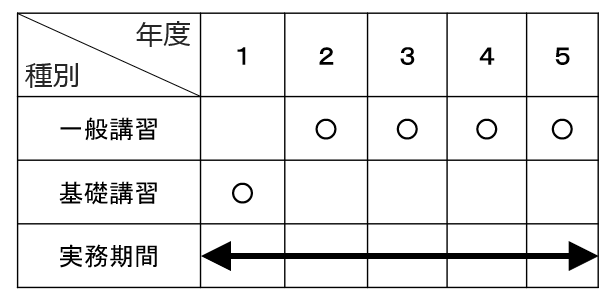 年度
種別
1 2 3 4 5
一般講習 ○ ○ ○ ○
基礎講習 ○
実務期間